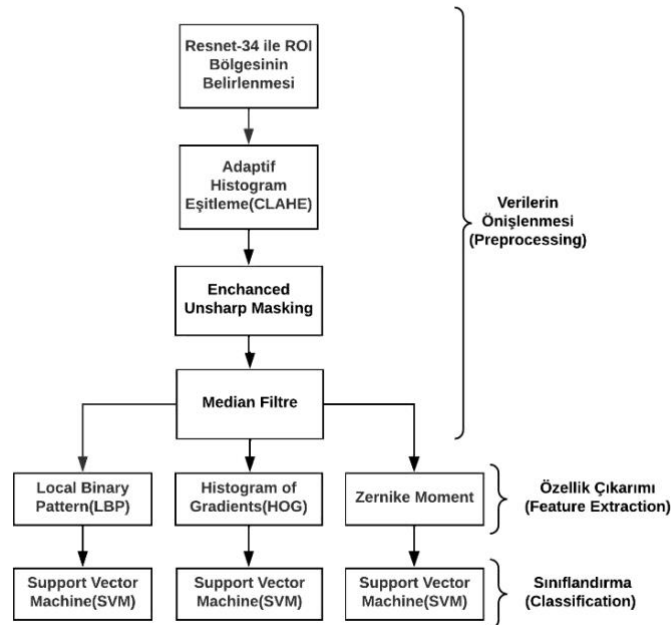 Resnet-34 ile ROI
Bölgesinin
Belirlenmesi
Adaptif
Histogram
Eşitleme(CLAHE)
Verilerin
Önişlenmesi
(Preprocessing)
Enchanced
Unsharp Masking
Median Filtre
Local Binary
Pattern(LBP)
Histogram of
Gradients(HOG)
Zernike Moment
Özellik Çıkarımı
(Feature Extraction)
Support Vector
Machine(SVM)
Support Vector
Machine(SVM)
Support Vector
Machine(SVM)
Sınıflandırma
(Classification)